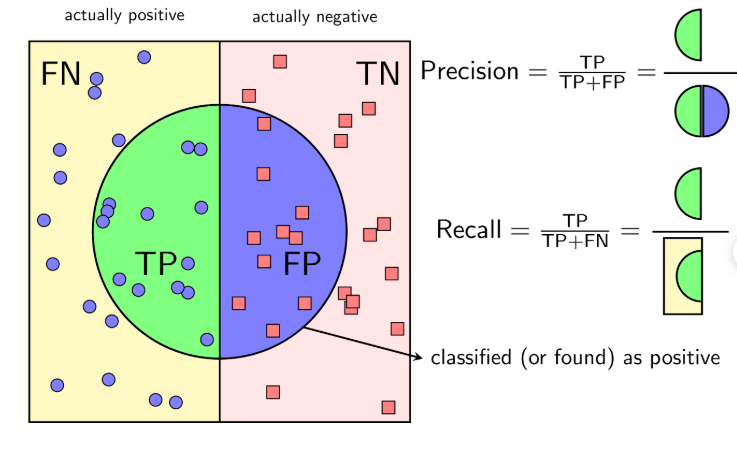 actually positive
actually negative
FN
TN
TP
FP
Precision = TP/TP+FP =
Recall = TP/TP+FN =
classified (or found) as positive